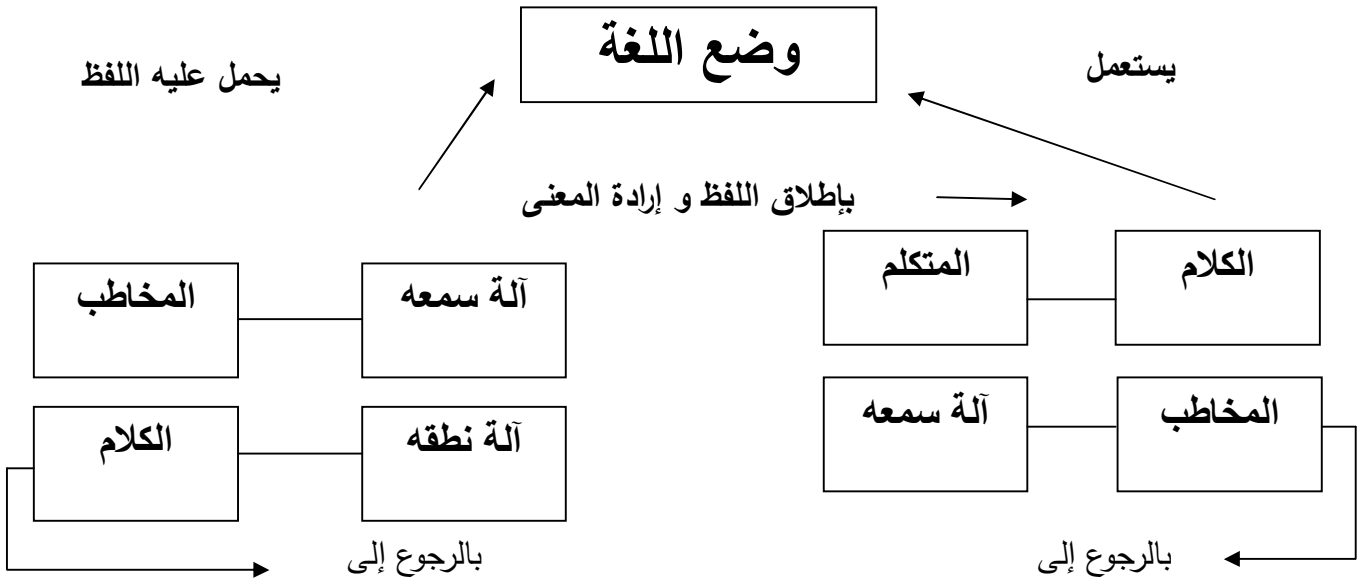 وضع اللغة
يستعمل
يحمل عليه اللفظ
بإطلاق اللفظ و إرادة المعنى
الكلام
المتكلم
آلة سمعه
المخاطب
المخاطب
آلة سمعه
آلة نطقه
الكلام
بالرجوع إلى
بالرجوع إلى